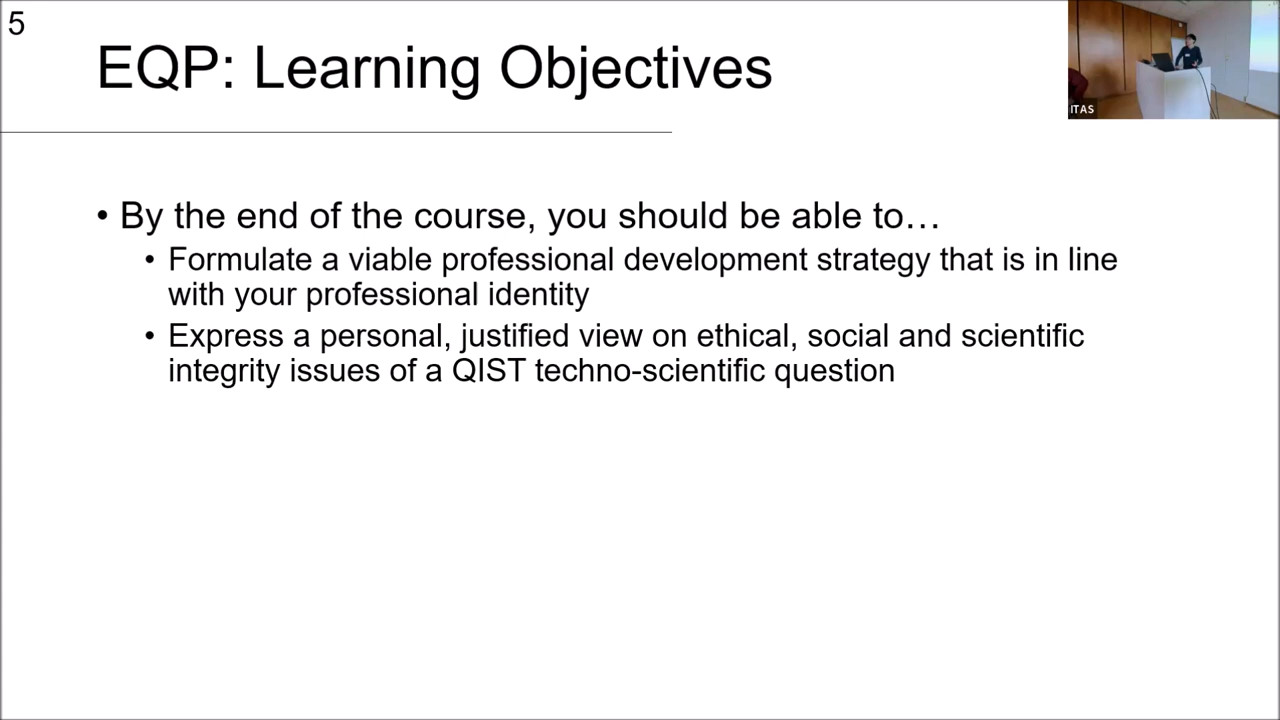 5
EQP: Learning Objectives
ITAS
• By the end of the course, you should be able to…
• Formulate a viable professional development strategy that is in line
with your professional identity
• Express a personal, justified view on ethical, social and scientific
integrity issues of a QIST techno-scientific question